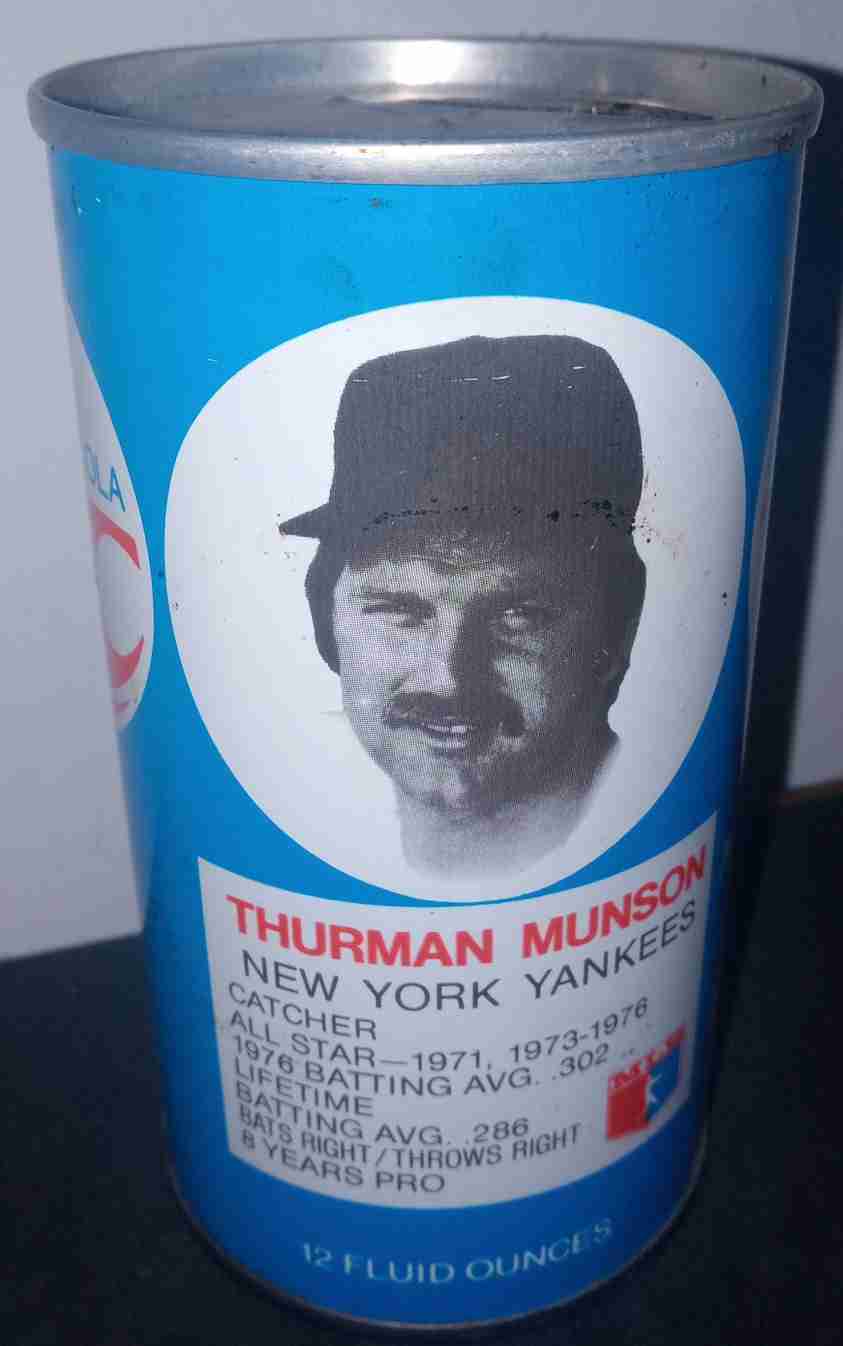 OLA
C
THURMAN MUNSON
NEW YORK YANKEES
CATCHER
ALL STAR—1971, 1973-1976
1976 BATTING AVG. .302
LIFETIME
BATTING AVG. .286
BATS RIGHT/THROWS RIGHT
8 YEARS PRO
12 FLUID OUNCES